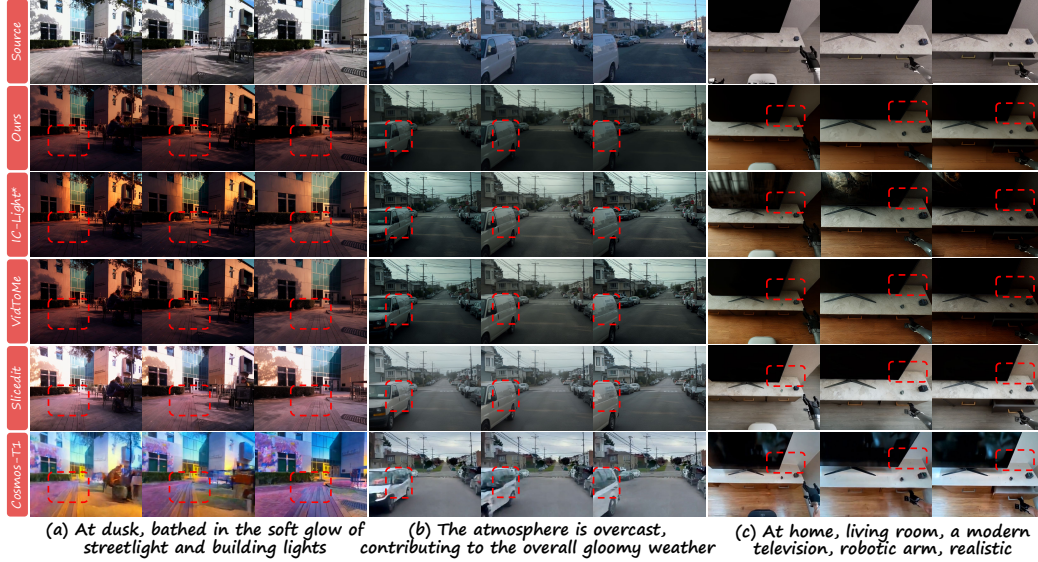 Source
Ours
IC-Light*
VidToMe
Slicedit
Cosmos-T1
(a) At dusk, bathed in the soft glow of
streetlight and building lights
(b) The atmosphere is overcast,
contributing to the overall gloomy weather
(c) At home, living room, a modern
television, robotic arm, realistic